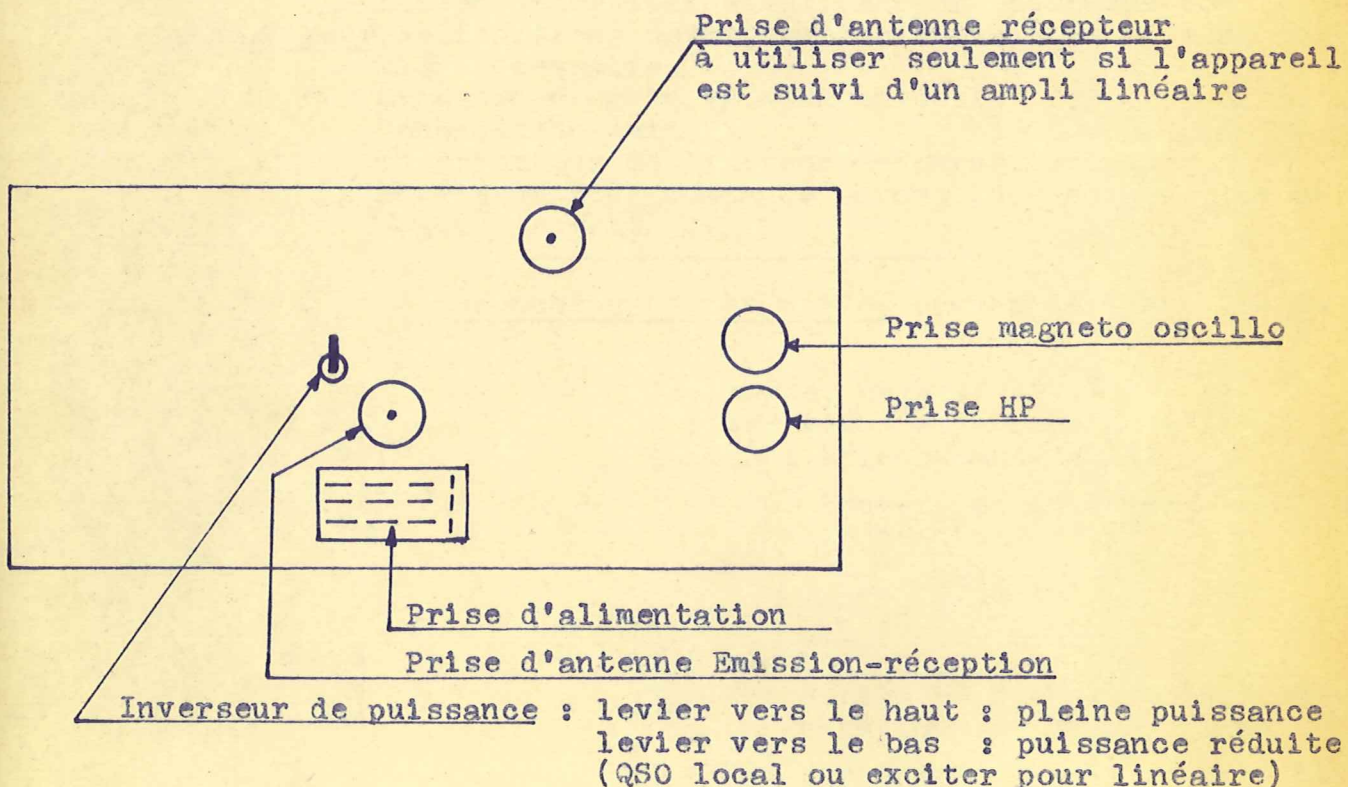 Prise d'antenne récepteur
à utiliser seulement si l'appareil
est suivi d'un ampli linéaire
Prise magneto oscillo
Prise HP
Prise d'alimentation
Prise d'antenne Emission-réception
Inverseur de puissance : levier vers le haut : pleine puissance
levier vers le bas : puissance réduite
(QSO local ou exciter pour linéaire)